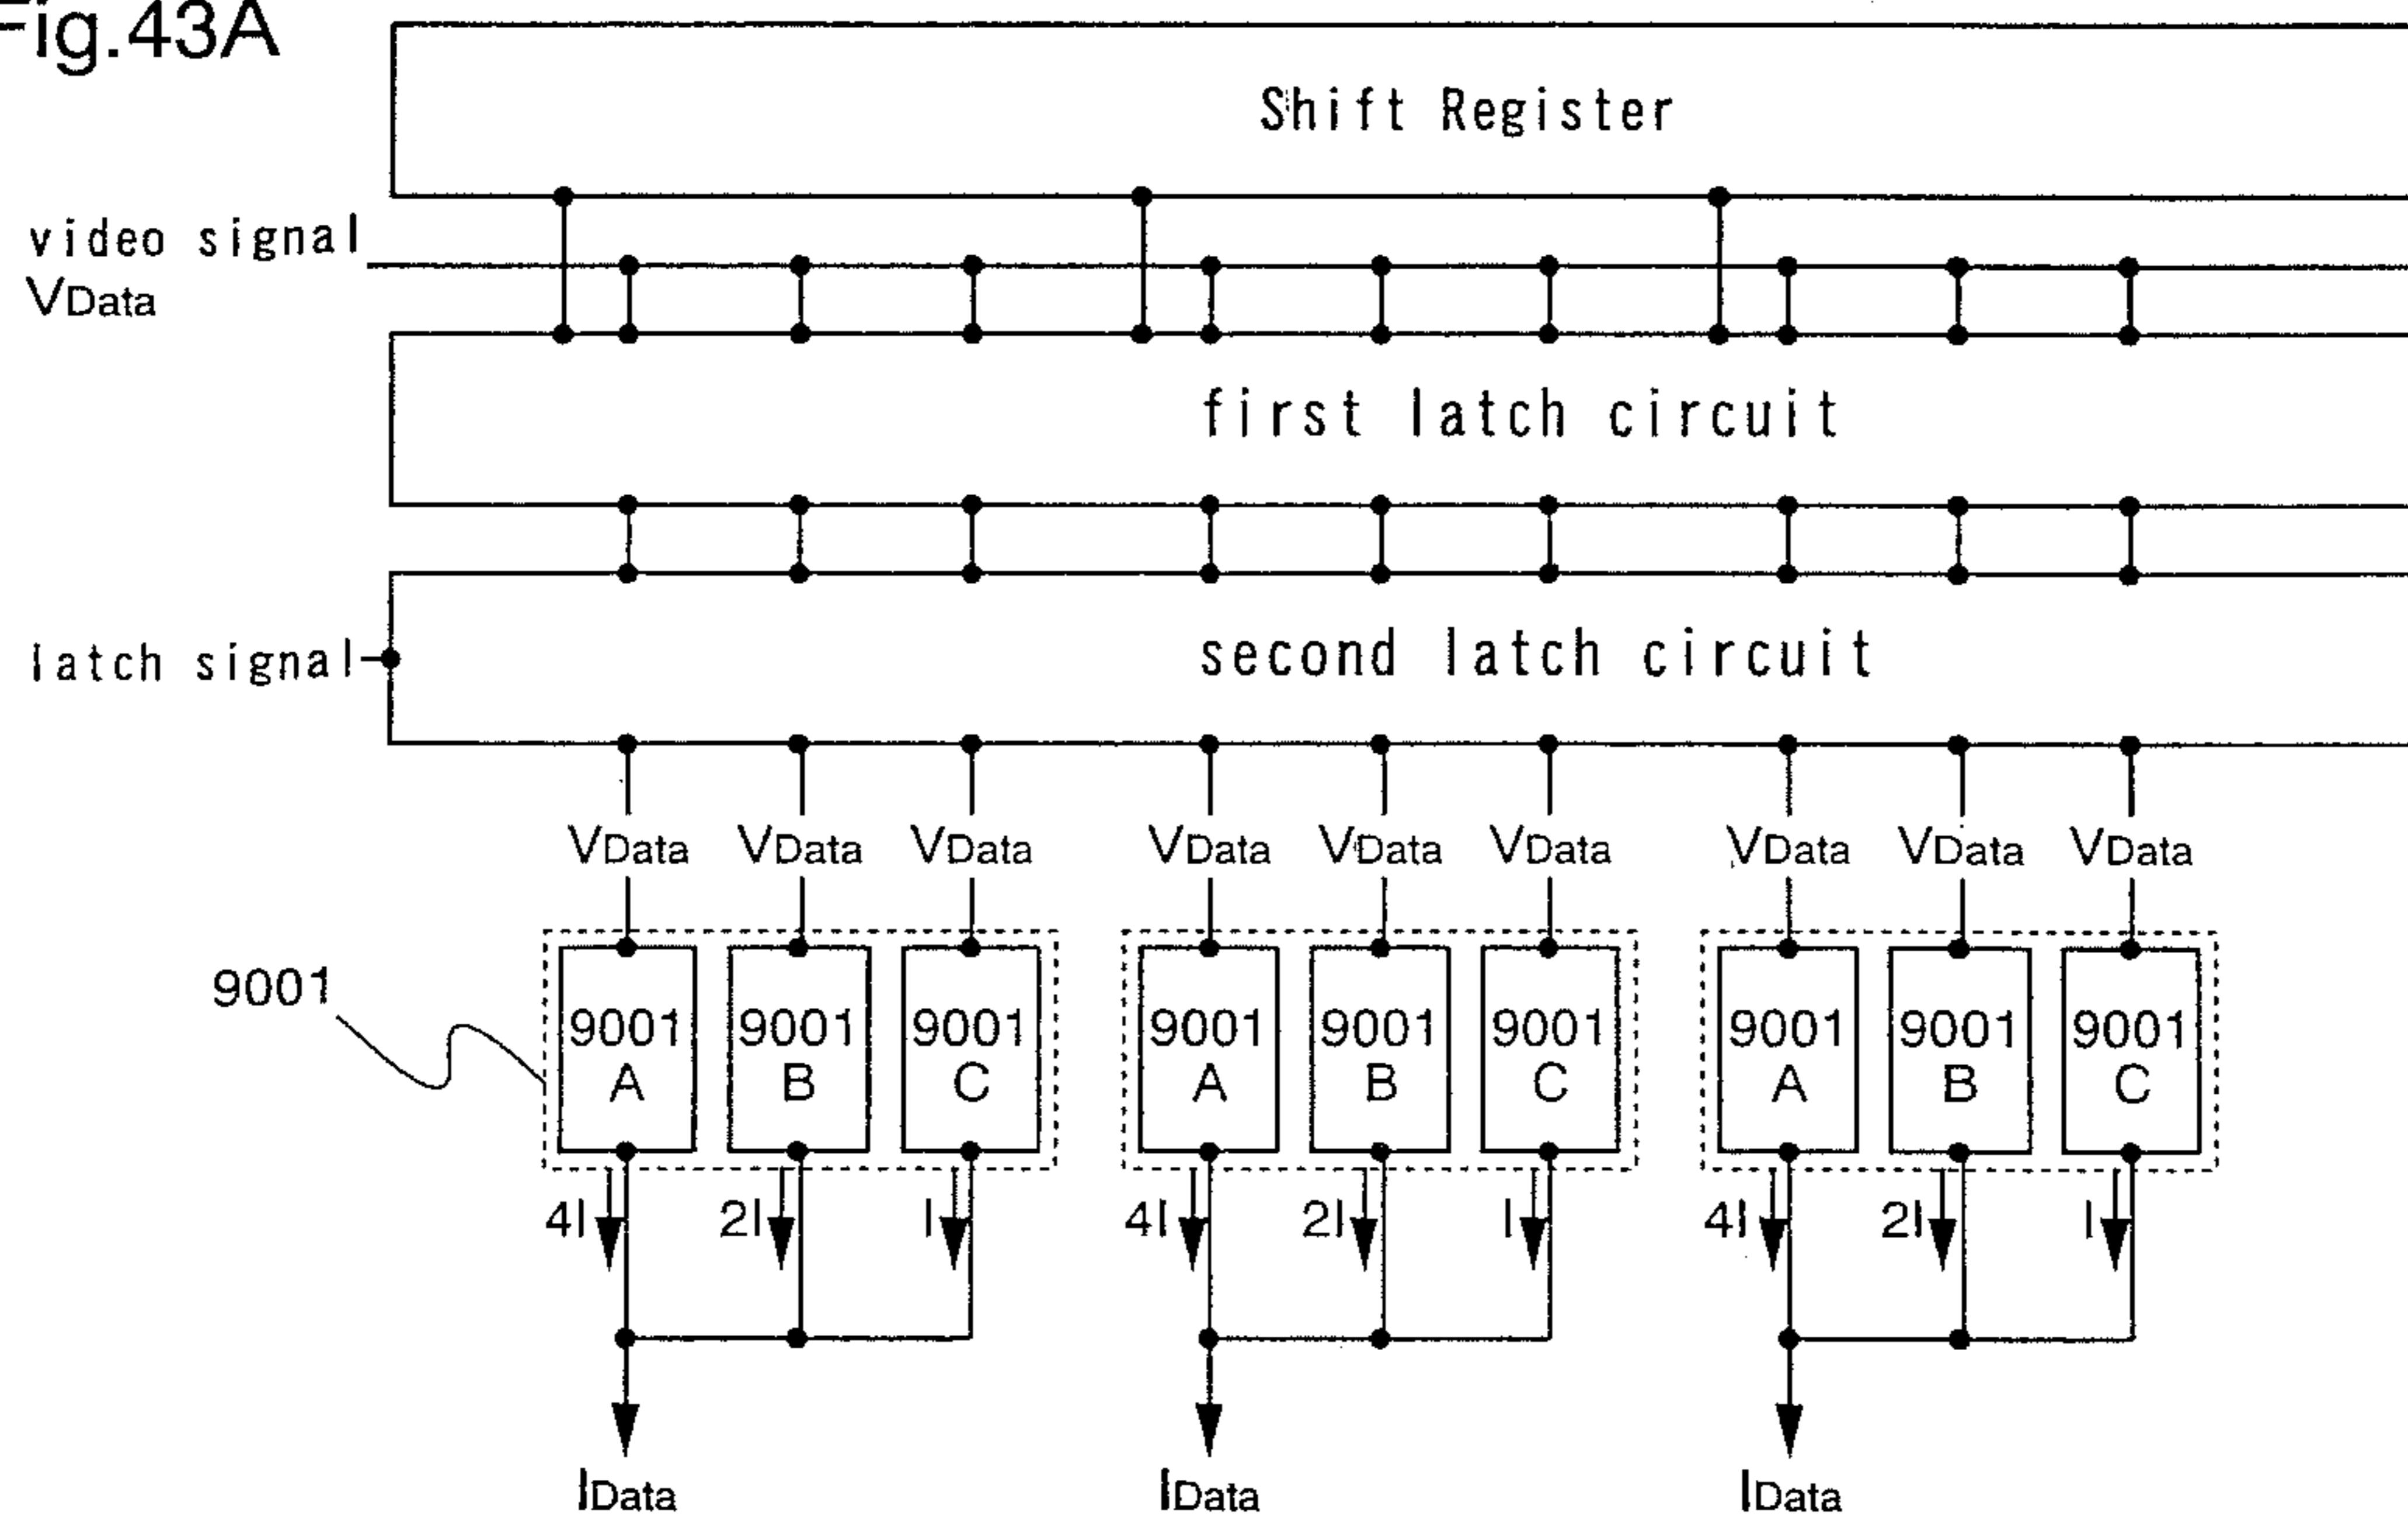 Fig.43A
Shift Register
video signal
VData
first latch circuit
latch signal
second latch circuit
VData VData VData VData VData VData VData VData VData
9001
9001 A 9001 B 9001 C 9001 A 9001 B 9001 C 9001 A 9001 B 9001 C
4I 2I I 4I 2I I 4I 2I I
IData IData IData